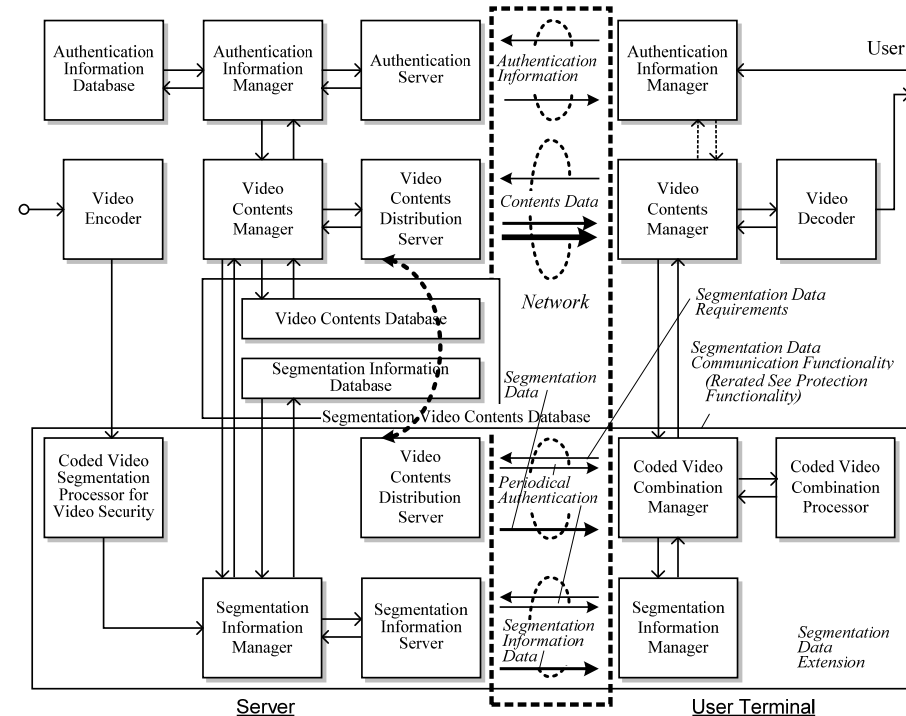 Authentication
Information
Database
Authentication
Information
Manager
Authentication
Server
Authentication
Information
Authentication
Information
Manager
User
Video
Encoder
Video
Contents
Manager
Video
Contents
Distribution
Server
Contents Data
Video
Contents
Manager
Video
Decoder
Network
Video Contents Database
Segmentation Information
Database
Segmentation Video Contents Database
Segmentation
Data
Segmentation Data
Requirements
Segmentation Data
Communication Functionality
(Rerated See Protection
Functionality)
Coded Video
Segmentation
Processor for
Video Security
Video
Contents
Distribution
Server
Periodical
Authentication
Coded Video
Combination
Manager
Coded Video
Combination
Processor
Segmentation
Information
Manager
Segmentation
Information
Server
Segmentation
Information
Data
Segmentation
Information
Manager
Segmentation
Data
Extension
Server
User Terminal